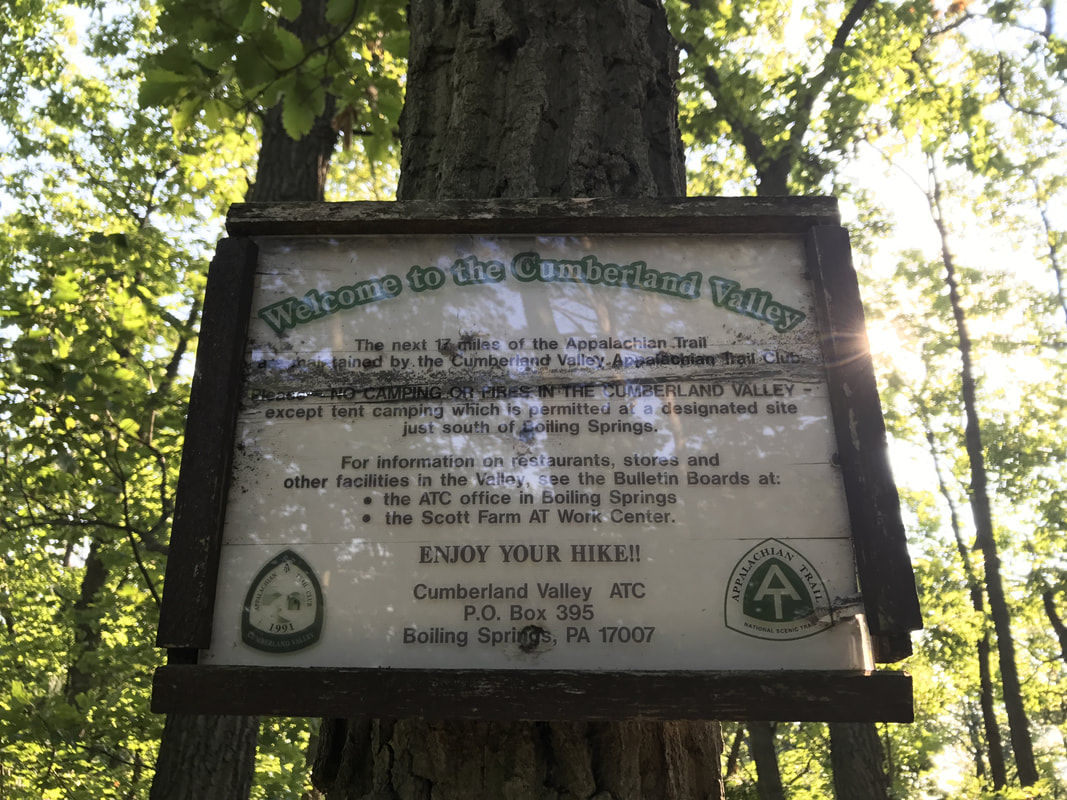 Welcome to the Cumberland Valley
The next 17 miles of the Appalachian Trail
maintained by the Cumberland Valley Appalachian Trail Club.
NO CAMPING OR FIRES IN THE CUMBERLAND VALLEY -
except tent camping which is permitted at a designated site
just south of Boiling Springs.
For information on restaurants, stores and
other facilities in the Valley, see the Bulletin Boards at:
• the ATC office in Boiling Springs
• the Scott Farm AT Work Center.
ENJOY YOUR HIKE!!
Cumberland Valley ATC
P.O. Box 395
Boiling Springs, PA 17007
APPALACHIAN TRAIL CLUB
1991
CUMBERLAND VALLEY
APPALACHIAN TRAIL
AT
NATIONAL SCENIC TRAIL